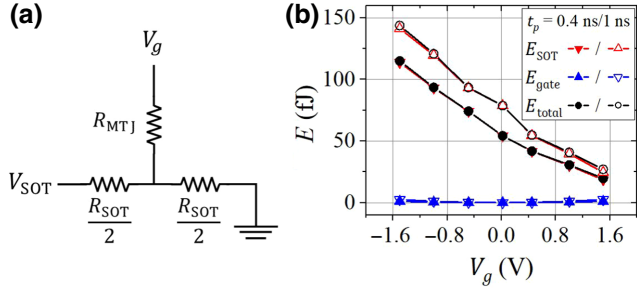 (a)
V_g
R_MTJ
V_SOT
R_SOT
2
R_SOT
2
(b)
150
100
50
0
E (fJ)
t_p = 0.4 ns/1 ns
E_SOT /
E_gate /
E_total /
−1.6 −0.8 0.0 0.8 1.6
V_g (V)